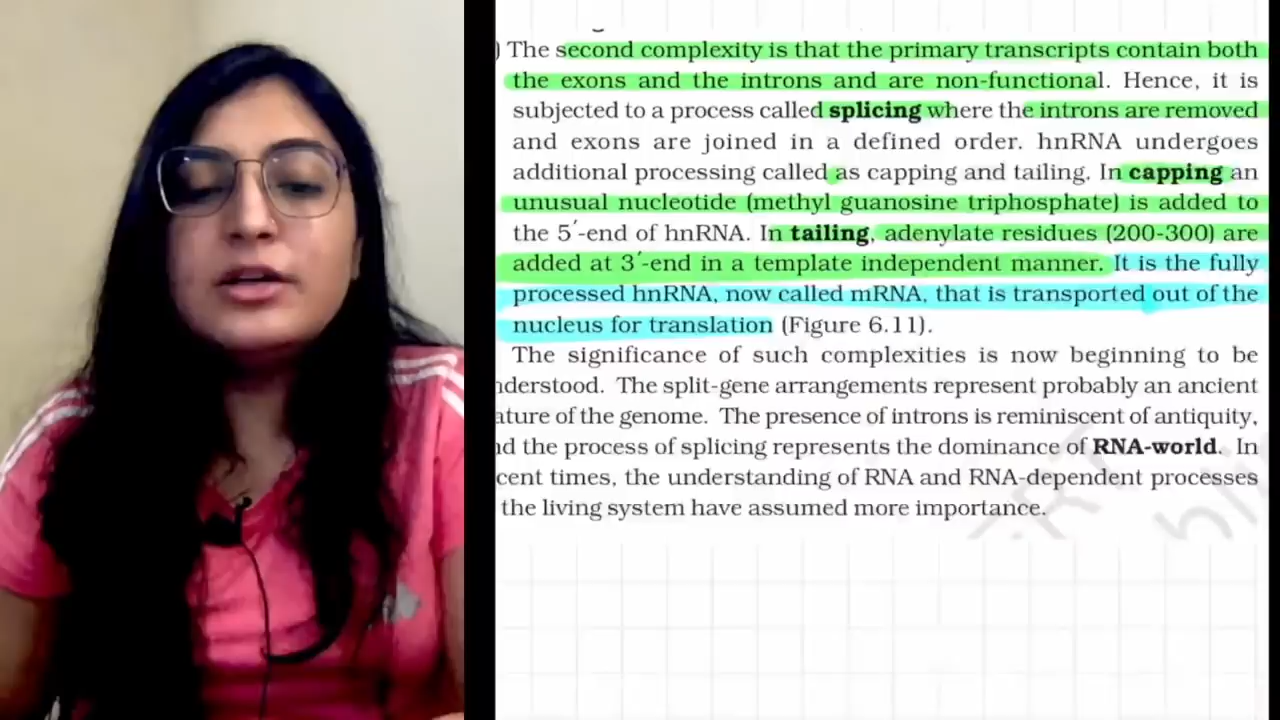 ) The second complexity is that the primary transcripts contain both
the exons and the introns and are non-functional. Hence, it is
subjected to a process called splicing where the introns are removed
and exons are joined in a defined order. hnRNA undergoes
additional processing called as capping and tailing. In capping an
unusual nucleotide (methyl guanosine triphosphate) is added to
the 5´-end of hnRNA. In tailing, adenylate residues (200-300) are
added at 3´-end in a template independent manner. It is the fully
processed hnRNA, now called mRNA, that is transported out of the
nucleus for translation (Figure 6.11).
The significance of such complexities is now beginning to be
nderstood. The split-gene arrangements represent probably an ancient
ature of the genome. The presence of introns is reminiscent of antiquity,
nd the process of splicing represents the dominance of RNA-world. In
cent times, the understanding of RNA and RNA-dependent processes
the living system have assumed more importance.